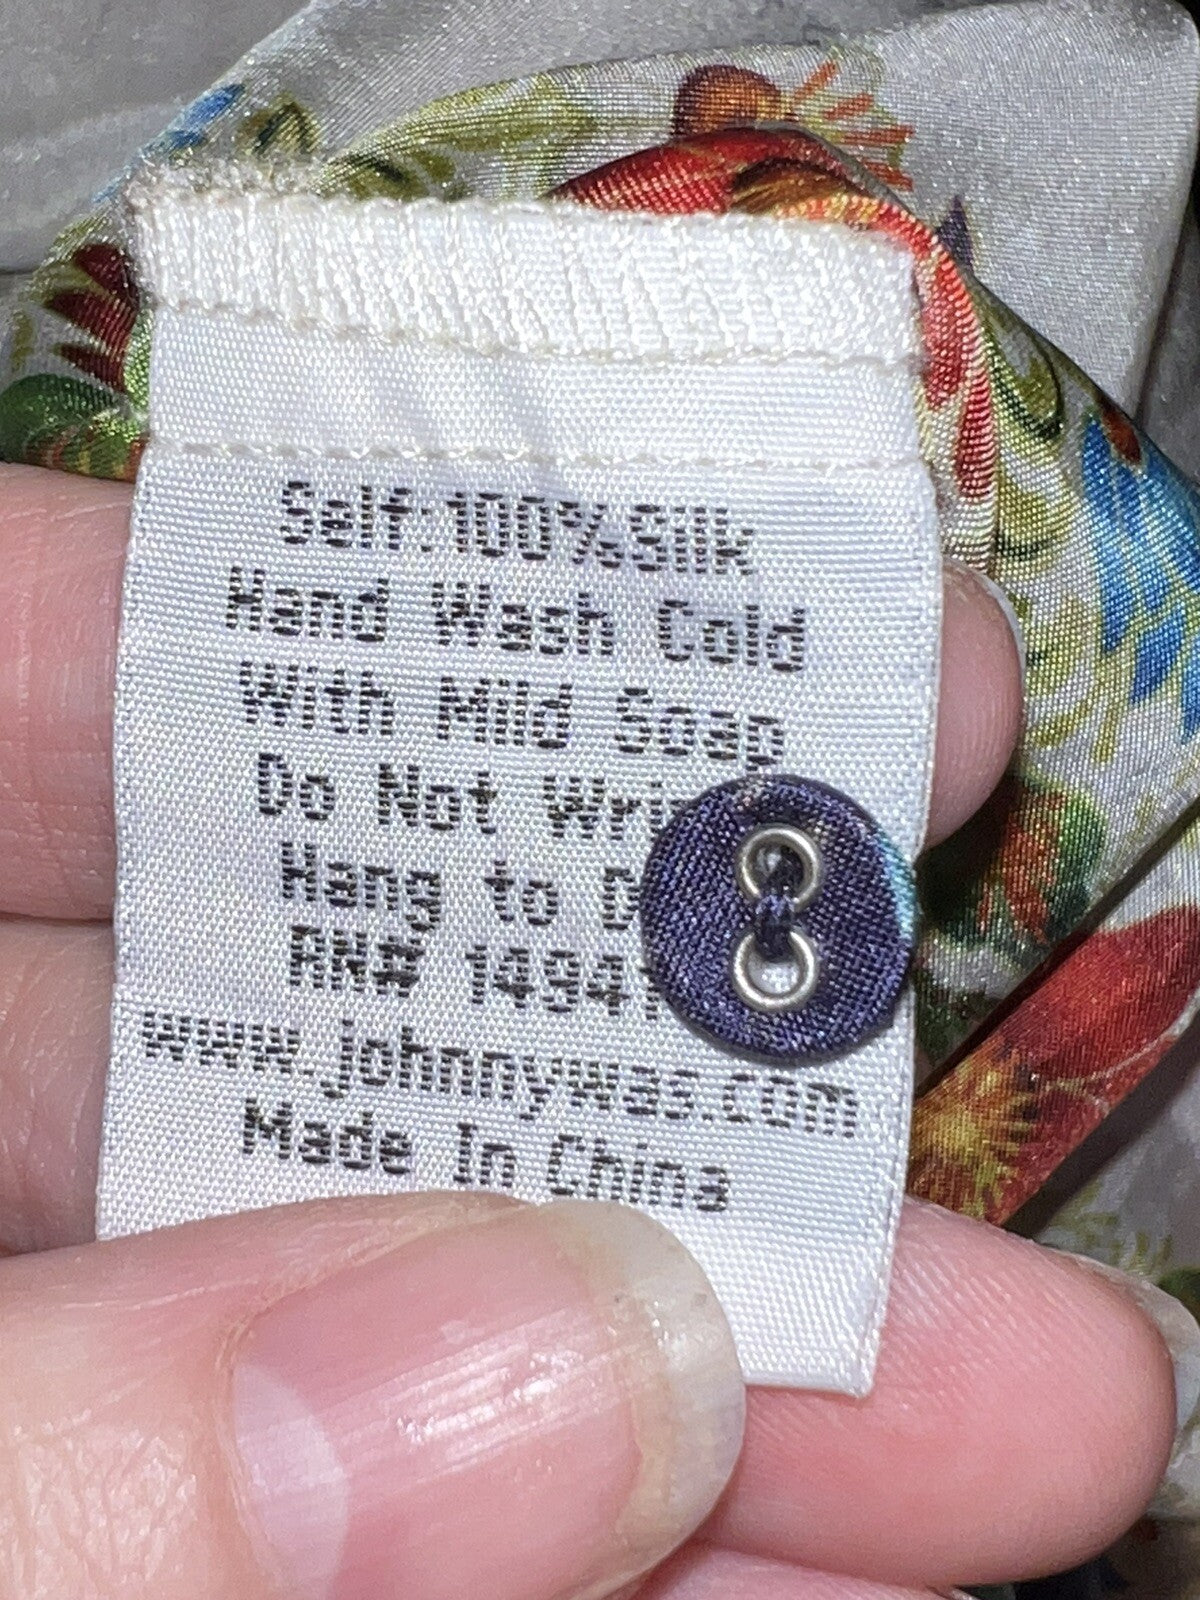 Self:100%Silk
Hand Wash Cold
With Mild Soap
Do Not
Hang to
RN#
www.johnnywas.com
Made In China